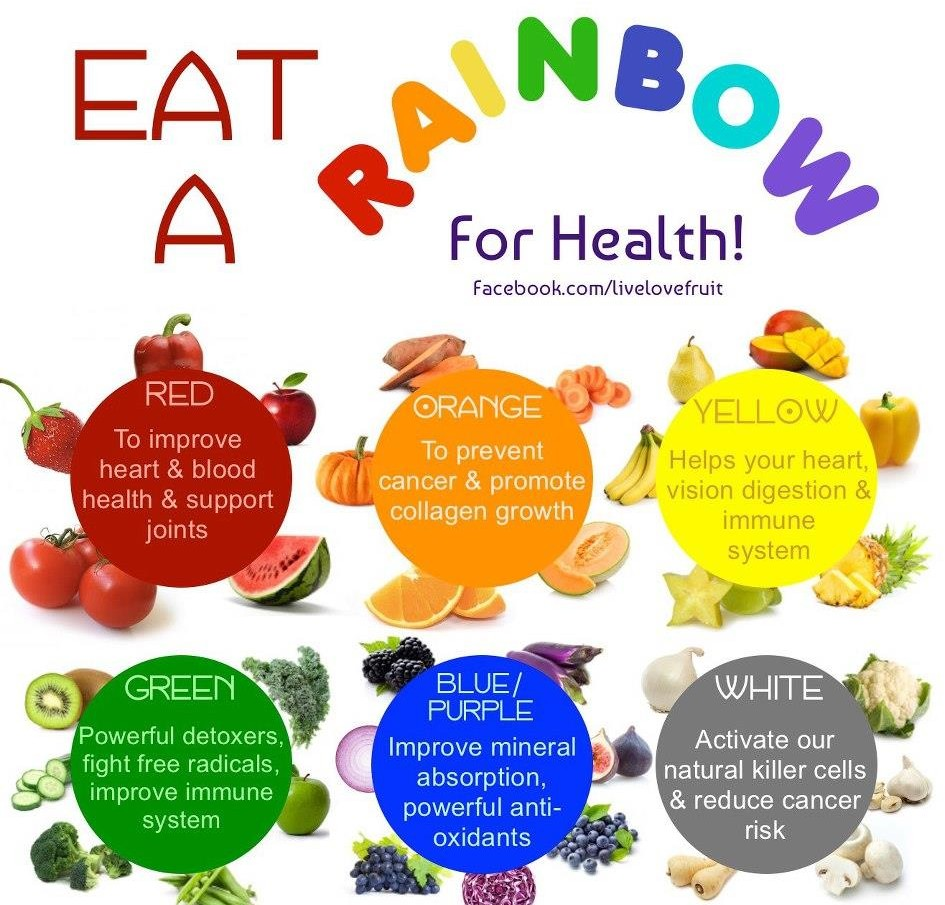 EAT
A
RAINBOW
For Health!
Facebook.com/livelovefruit
RED
To improve
heart & blood
health & support
joints
ORANGE
To prevent
cancer & promote
collagen growth
YELLOW
Helps your heart,
vision digestion &
immune
system
GREEN
Powerful detoxers,
fight free radicals,
improve immune
system
BLUE/
PURPLE
Improve mineral
absorption,
powerful anti-
oxidants
WHITE
Activate our
natural killer cells
& reduce cancer
risk